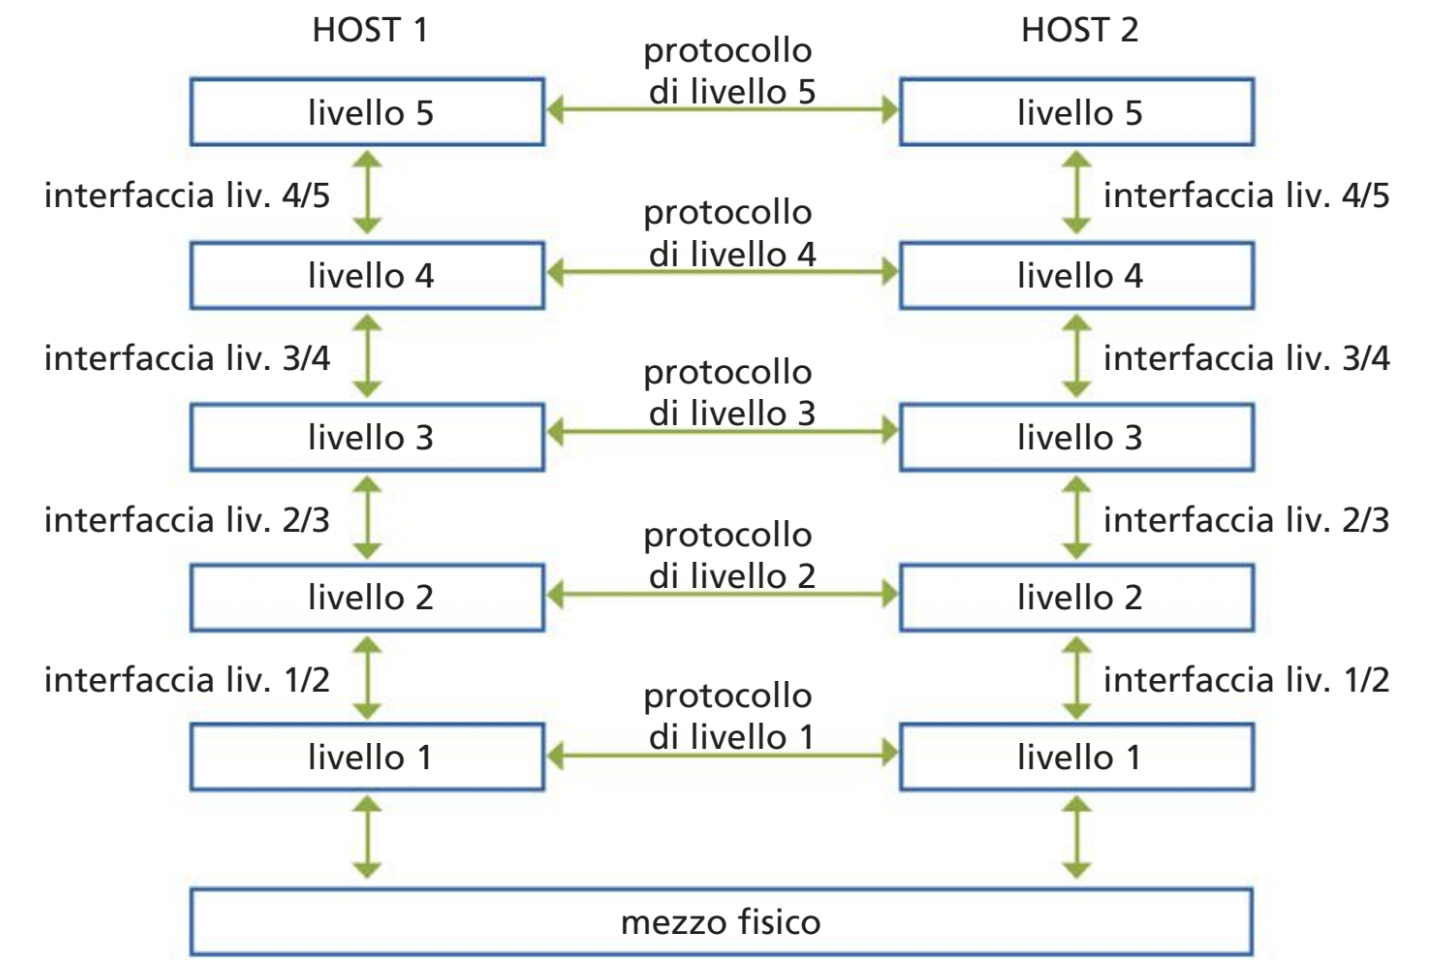 HOST 1
HOST 2
protocollo
di livello 5
livello 5
livello 5
interfaccia liv. 4/5
interfaccia liv. 4/5
protocollo
di livello 4
livello 4
livello 4
interfaccia liv. 3/4
interfaccia liv. 3/4
protocollo
di livello 3
livello 3
livello 3
interfaccia liv. 2/3
interfaccia liv. 2/3
protocollo
di livello 2
livello 2
livello 2
interfaccia liv. 1/2
interfaccia liv. 1/2
protocollo
di livello 1
livello 1
livello 1
mezzo fisico